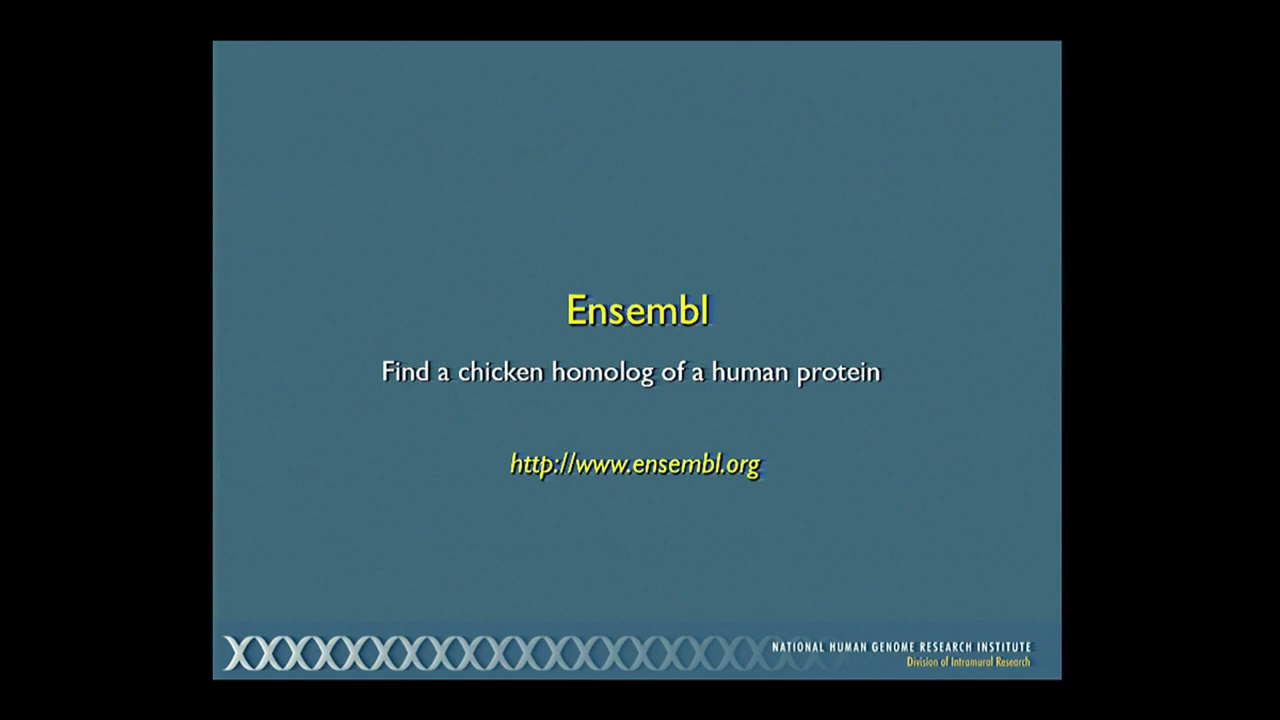 Ensembl
Find a chicken homolog of a human protein
http://www.ensembl.org
NATIONAL HUMAN GENOME RESEARCH INSTITUTE
Division of Intramural Research